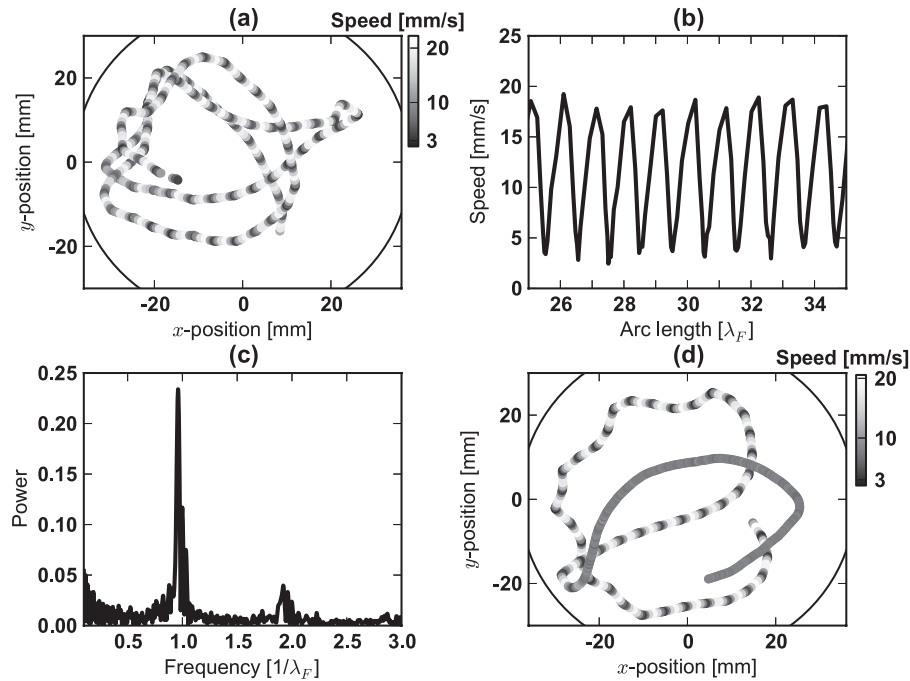 (a)
Speed [mm/s]
20
10
3
20
0
-20
y-position [mm]
-20
0
20
x-position [mm]
(b)
25
20
15
10
5
0
Speed [mm/s]
26
28
30
32
34
Arc length [λF]
(c)
0.25
0.20
0.15
0.10
0.05
0.00
Power
0.5
1.0
1.5
2.0
2.5
3.0
Frequency [1/λF]
(d)
Speed [mm/s]
20
10
3
20
0
-20
y-position [mm]
-20
0
20
x-position [mm]